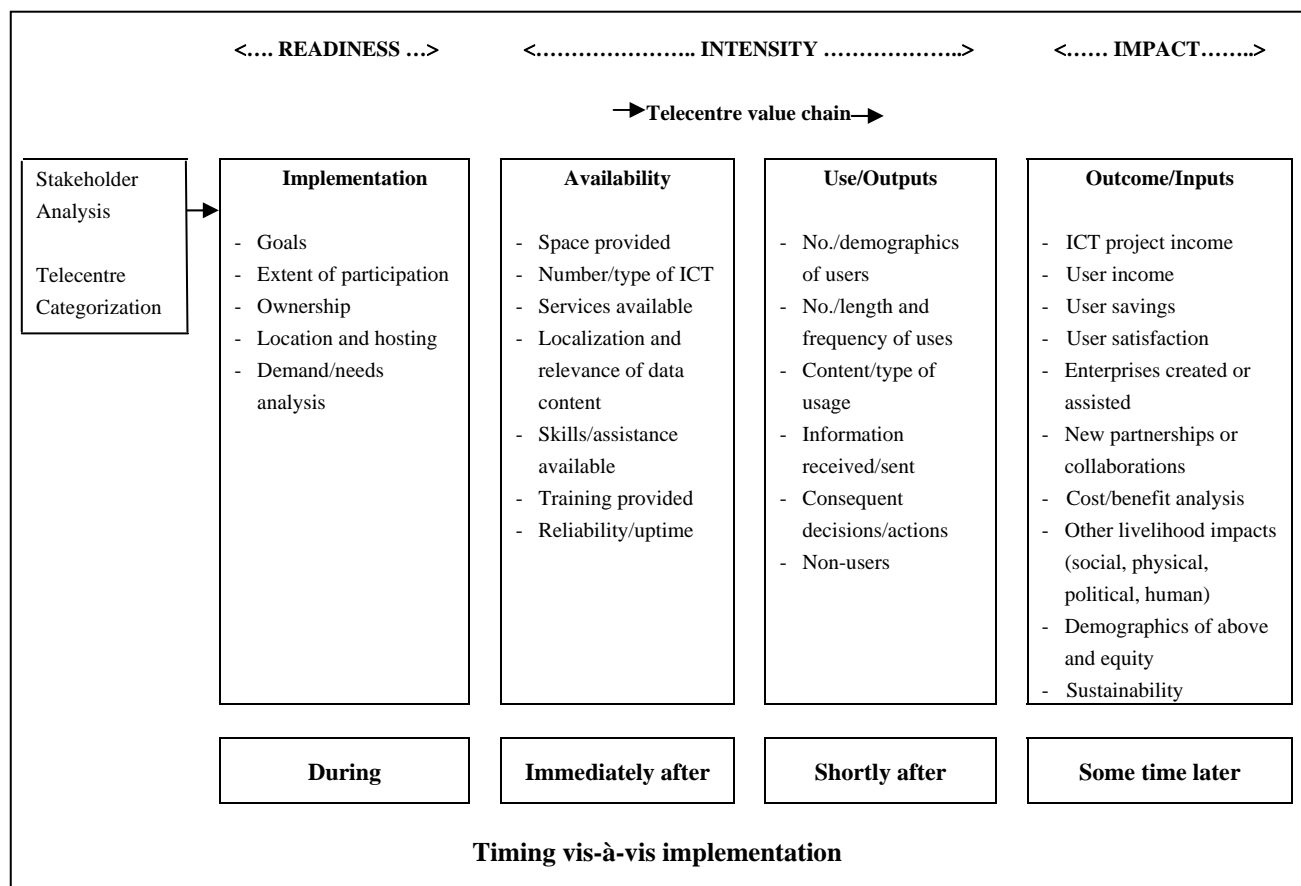 <.... READINESS ...>
<………………….. INTENSITY ………………..>
<…… IMPACT……..>
Telecentre value chain
Stakeholder
Analysis
Telecentre
Categorization
Implementation
- Goals
- Extent of participation
- Ownership
- Location and hosting
- Demand/needs
analysis
Availability
- Space provided
- Number/type of ICT
- Services available
- Localization and
relevance of data
content
- Skills/assistance
available
- Training provided
- Reliability/uptime
Use/Outputs
- No./demographics
of users
- No./length and
frequency of uses
- Content/type of
usage
- Information
received/sent
- Consequent
decisions/actions
- Non-users
Outcome/Inputs
- ICT project income
- User income
- User savings
- User satisfaction
- Enterprises created or
assisted
- New partnerships or
collaborations
- Cost/benefit analysis
- Other livelihood impacts
(social, physical,
political, human)
- Demographics of above
and equity
- Sustainability
During
Immediately after
Shortly after
Some time later
Timing vis-à-vis implementation